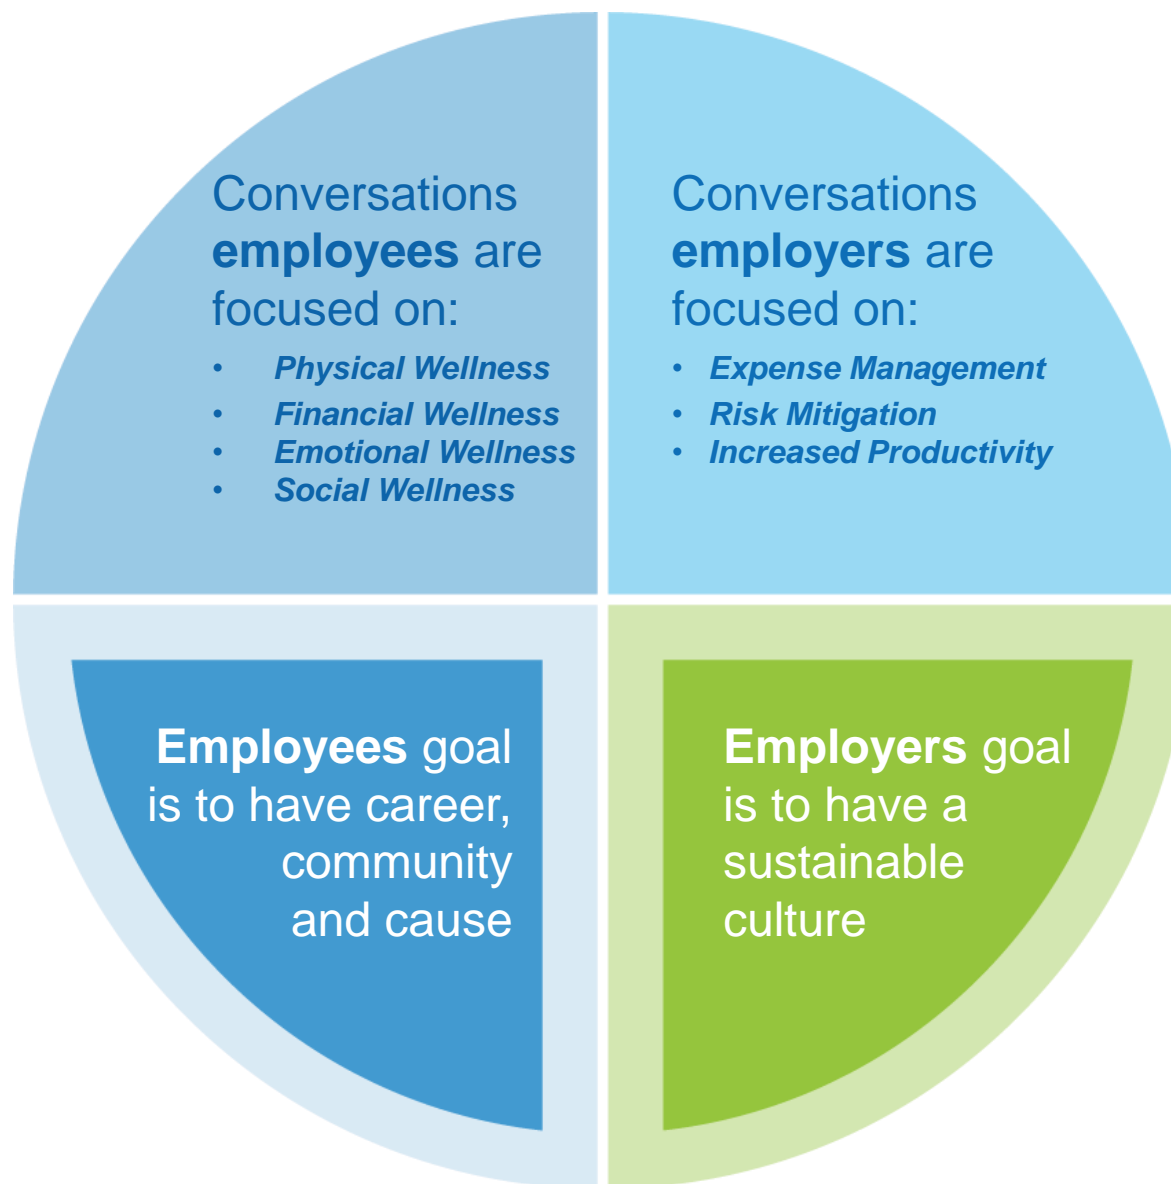 Conversations
employees are
focused on:
• Physical Wellness
• Financial Wellness
• Emotional Wellness
• Social Wellness
Conversations
employers are
focused on:
• Expense Management
• Risk Mitigation
• Increased Productivity
Employees goal
is to have career,
community
and cause
Employers goal
is to have a
sustainable
culture